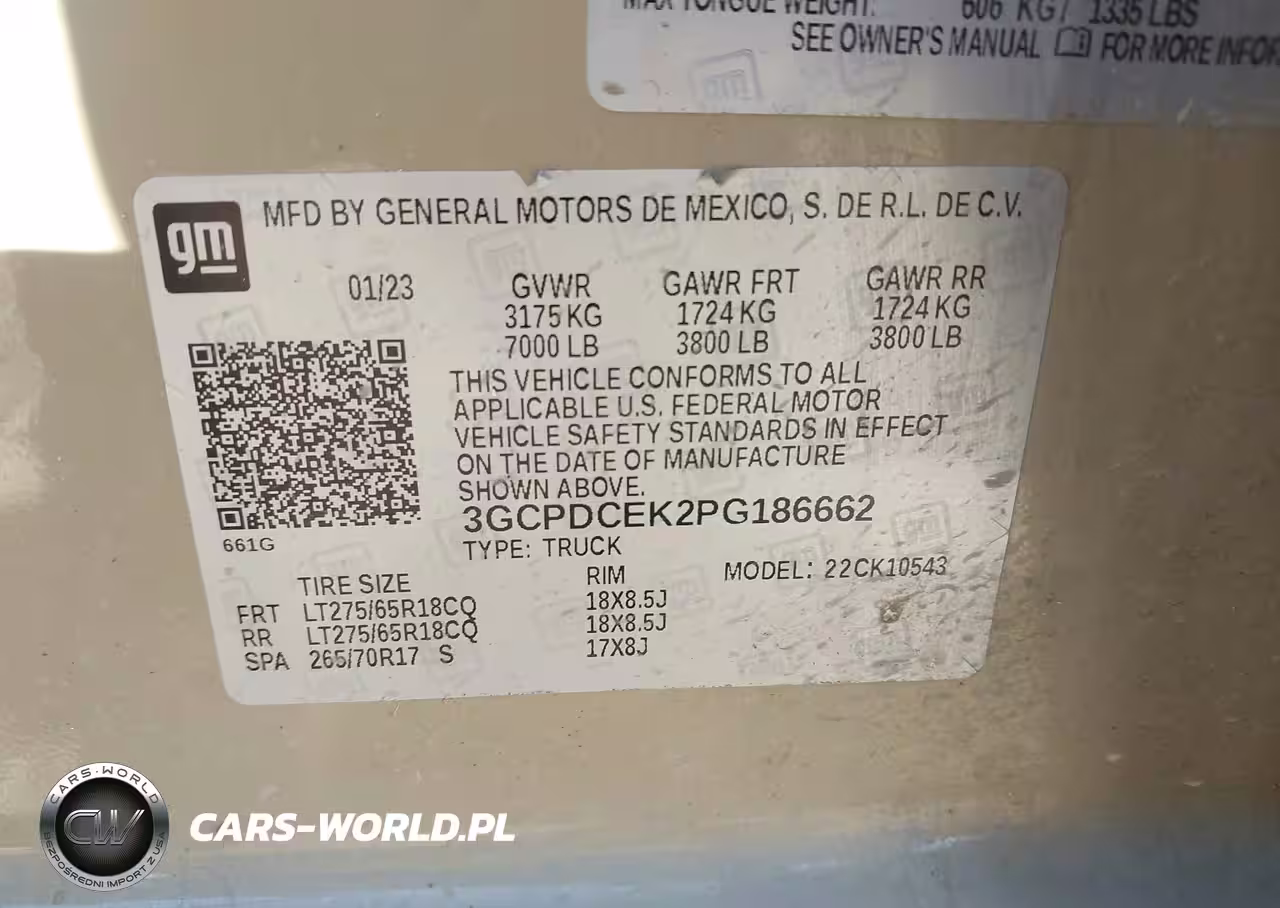 MAX TONGUE WEIGHT: 606 KG / 1335 LBS
SEE OWNER'S MANUAL FOR MORE
gm
MFD BY GENERAL MOTORS DE MEXICO, S. DE R.L. DE C.V.
01/23 GVWR GAWR FRT GAWR RR
3175 KG 1724 KG 1724 KG
7000 LB 3800 LB 3800 LB
THIS VEHICLE CONFORMS TO ALL
APPLICABLE U.S. FEDERAL MOTOR
VEHICLE SAFETY STANDARDS IN EFFECT
ON THE DATE OF MANUFACTURE
SHOWN ABOVE.
3GCPDCEK2PG186662
661G
TYPE: TRUCK
MODEL: 22CK10543
TIRE SIZE RIM
FRT LT275/65R18CQ 18X8.5J
RR LT275/65R18CQ 18X8.5J
SPA 265/70R17 S 17X8J
CARS-WORLD
CW
BEZPOŚREDNI IMPORT Z USA
CARS-WORLD.PL